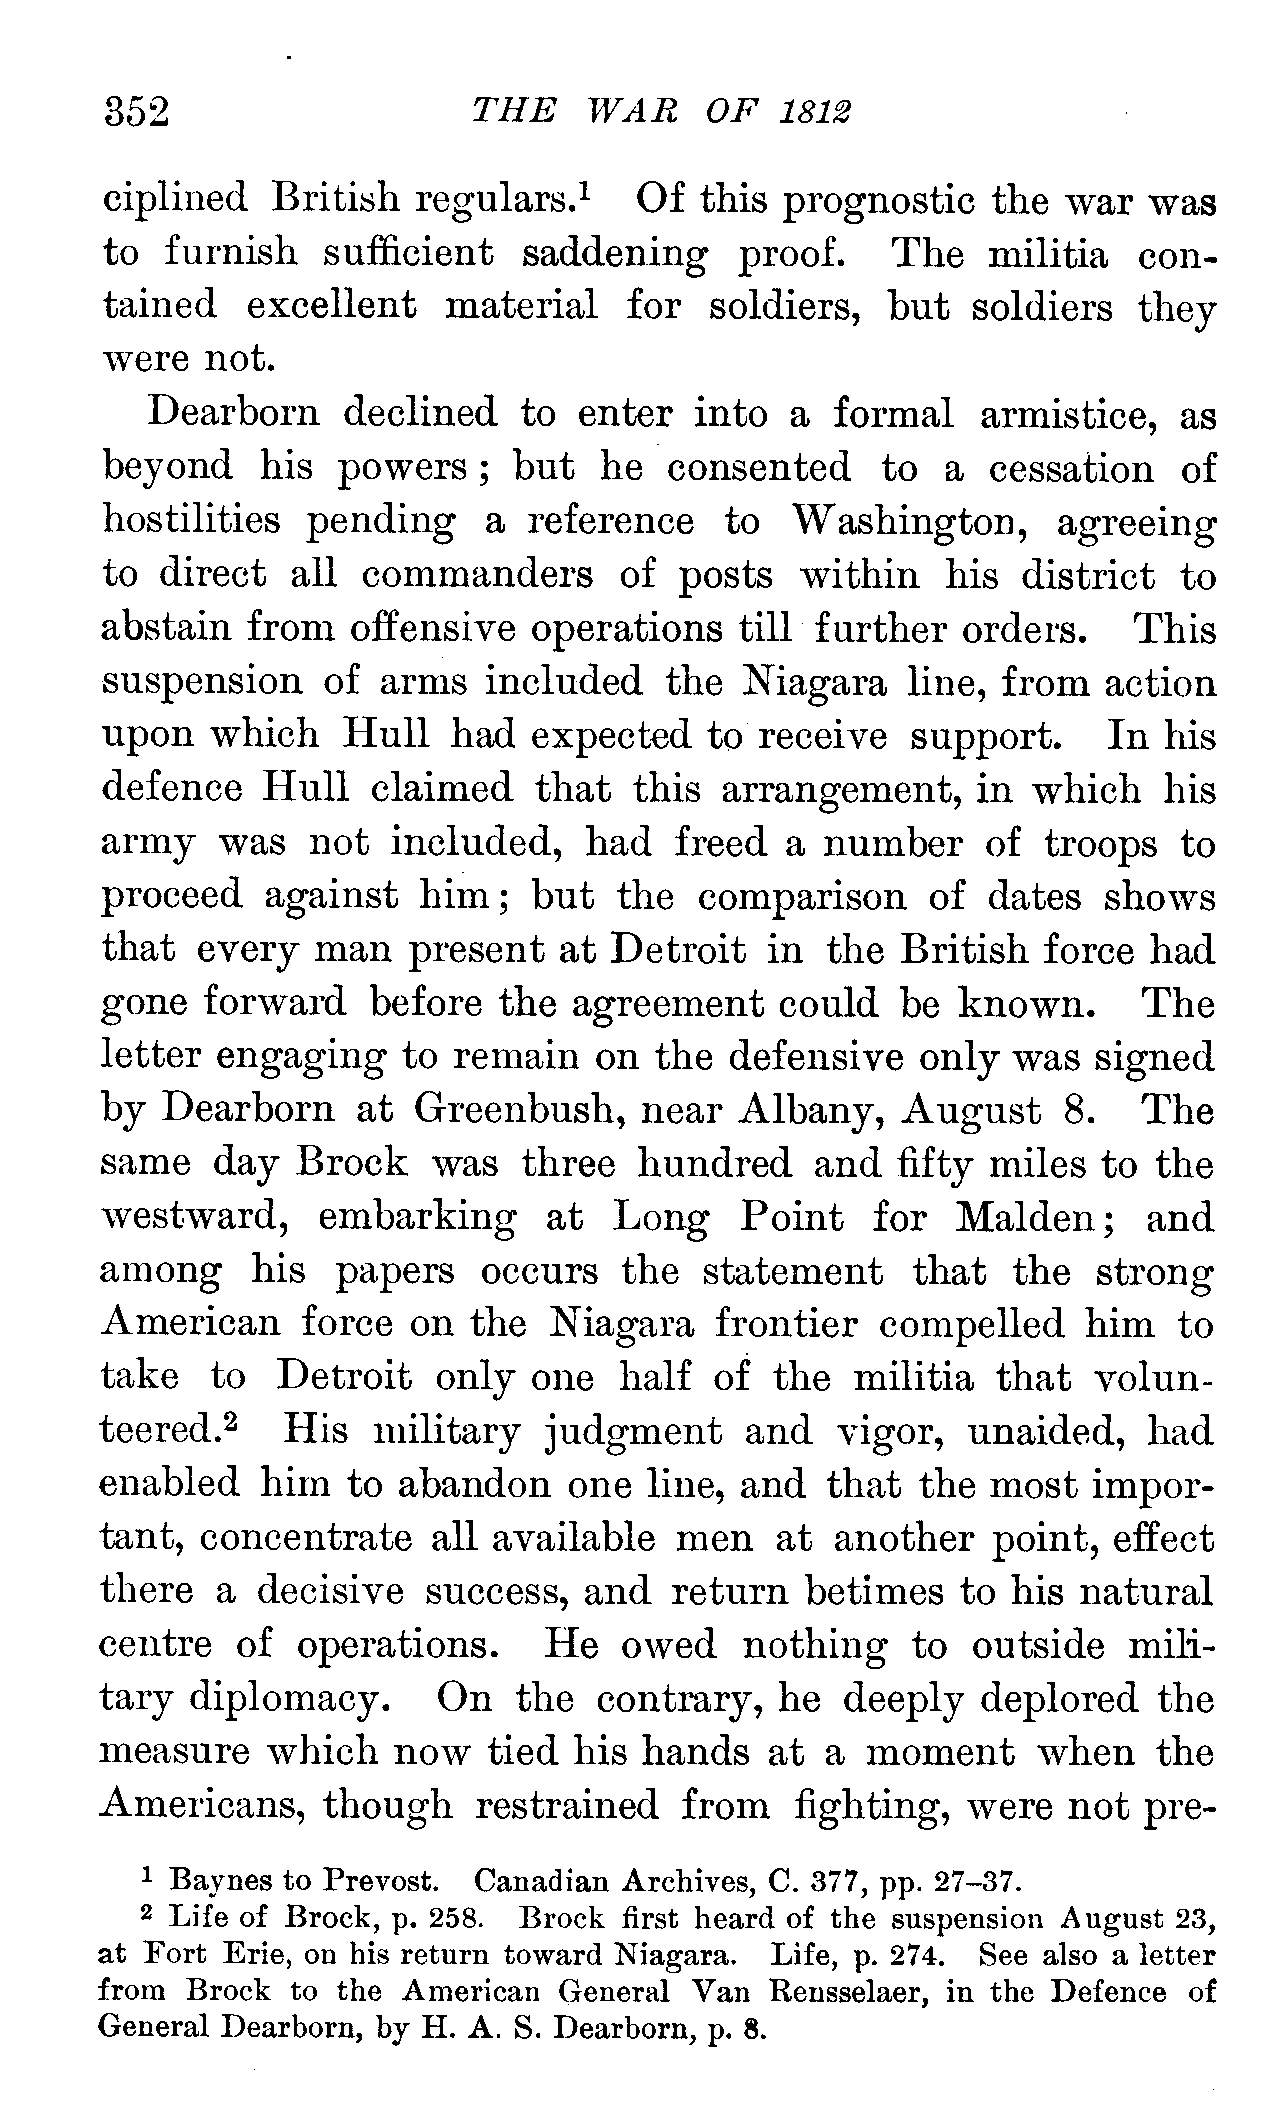 352 THE WAR OF 1812
ciplined British regulars.¹ Of this prognostic the war was
to furnish sufficient saddening proof. The militia con-
tained excellent material for soldiers, but soldiers they
were not.
Dearborn declined to enter into a formal armistice, as
beyond his powers; but he consented to a cessation of
hostilities pending a reference to Washington, agreeing
to direct all commanders of posts within his district to
abstain from offensive operations till further orders. This
suspension of arms included the Niagara line, from action
upon which Hull had expected to receive support. In his
defence Hull claimed that this arrangement, in which his
army was not included, had freed a number of troops to
proceed against him; but the comparison of dates shows
that every man present at Detroit in the British force had
gone forward before the agreement could be known. The
letter engaging to remain on the defensive only was signed
by Dearborn at Greenbush, near Albany, August 8. The
same day Brock was three hundred and fifty miles to the
westward, embarking at Long Point for Malden; and
among his papers occurs the statement that the strong
American force on the Niagara frontier compelled him to
take to Detroit only one half of the militia that volun-
teered.² His military judgment and vigor, unaided, had
enabled him to abandon one line, and that the most impor-
tant, concentrate all available men at another point, effect
there a decisive success, and return betimes to his natural
centre of operations. He owed nothing to outside mili-
tary diplomacy. On the contrary, he deeply deplored the
measure which now tied his hands at a moment when the
Americans, though restrained from fighting, were not pre-
¹ Baynes to Prevost. Canadian Archives, C. 377, pp. 27–37.
² Life of Brock, p. 258. Brock first heard of the suspension August 23,
at Fort Erie, on his return toward Niagara. Life, p. 274. See also a letter
from Brock to the American General Van Rensselaer, in the Defence of
General Dearborn, by H. A. S. Dearborn, p. 8.